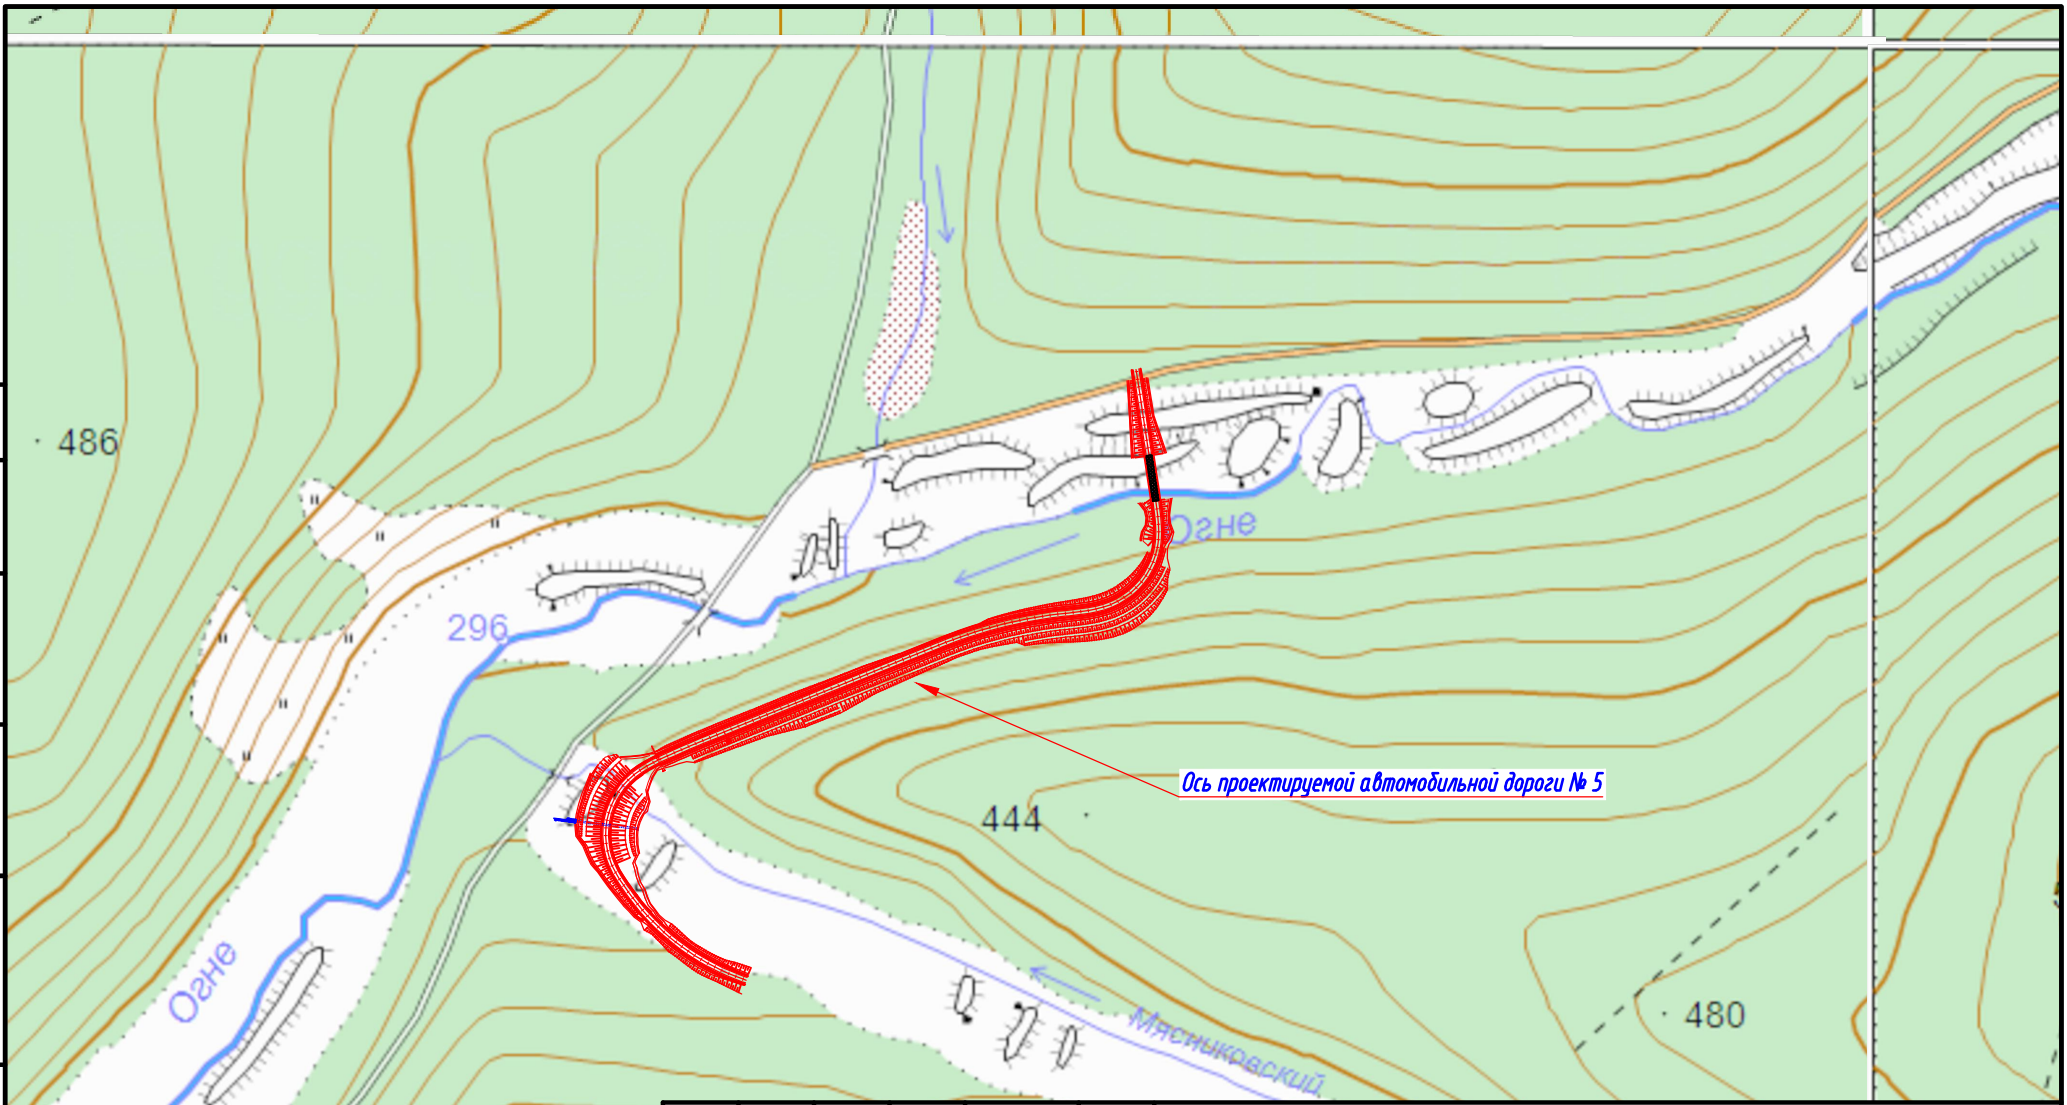 486
Огне
296
Ось проектируемой автомобильной дороги № 5
444
Огне
480
Мясниковский